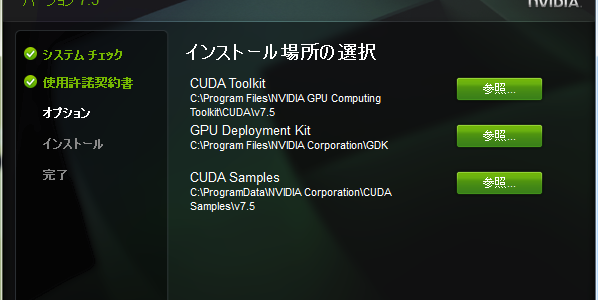 バージョン 7.5
NVIDIA
システム チェック
使用許諾契約書
オプション
インストール
完了
インストール場所の選択
CUDA Toolkit
C:\Program Files\NVIDIA GPU Computing
Toolkit\CUDA\v7.5
参照...
GPU Deployment Kit
C:\Program Files\NVIDIA Corporation\GDK
参照...
CUDA Samples
C:\ProgramData\NVIDIA Corporation\CUDA
Samples\v7.5
参照...